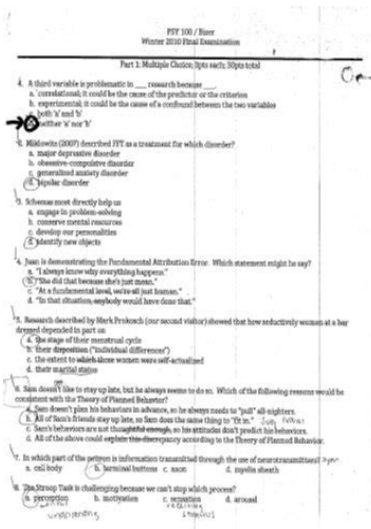 PSY 100 / Biser
Winter 2010 Final Examination
Part 1: Multiple Choice; 3pts each; 30pts total
1. A third variable is problematic in ___ research because ___.
a. correlational; it could be the cause of the predictor or the criterion
b. experimental; it could be the cause of a confound between the two variables
c. both 'a' and 'b'
d. neither 'a' nor 'b'
2. Miklowitz (2007) described FFT as a treatment for which disorder?
a. major depressive disorder
b. obsessive-compulsive disorder
c. generalized anxiety disorder
d. bipolar disorder
3. Schemas most directly help us
a. engage in problem-solving
b. conserve mental resources
c. develop our personalities
d. identify new objects
4. Juan is demonstrating the Fundamental Attribution Error. Which statement might he say?
a. "I always know why everything happens."
b. "She did that because she's just mean."
c. "At a fundamental level, we're all just human."
d. "In that situation, anybody would have done that."
5. Research described by Mark Prokosch (our second visitor) showed that how seductively women at a bar
dressed depended in part on
a. the stage of their menstrual cycle
b. their disposition ("individual differences")
c. the extent to which those women were self-actualized
d. their marital status
6. Sam doesn't like to stay up late, but he always seems to do so. Which of the following reasons would be
consistent with the Theory of Planned Behavior?
a. Sam doesn't plan his behaviors in advance, so he always needs to "pull" all-nighters.
b. All of Sam's friends stay up late, so Sam does the same thing to "fit in."
c. Sam's behaviors are not thoughtful enough, so his attitudes don't predict his behaviors.
d. All of the above could explain this discrepancy according to the Theory of Planned Behavior.
7. In which part of the neuron is information transmitted through the use of neurotransmitters?
a. cell body b. terminal buttons c. axon d. myelin sheath
8. The Stroop Task is challenging because we can't stop which process?
a. perception b. motivation c. sensation d. arousal